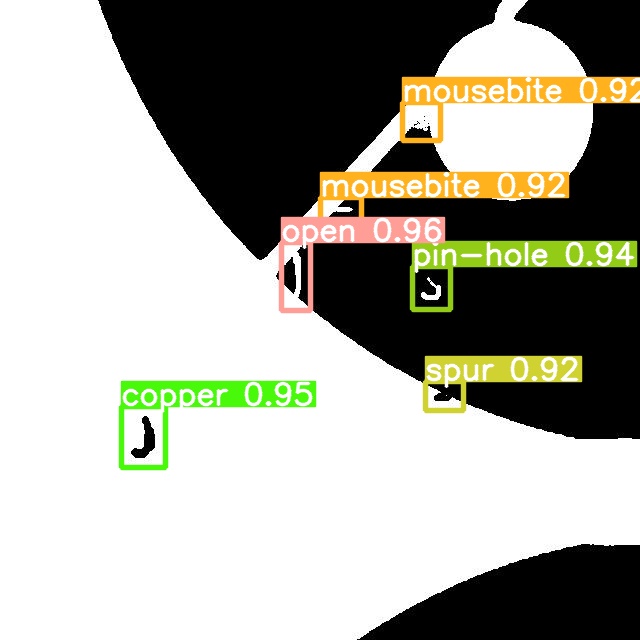 mousebite 0.92
mousebite 0.92
open 0.96
pin-hole 0.94
spur 0.92
copper 0.95